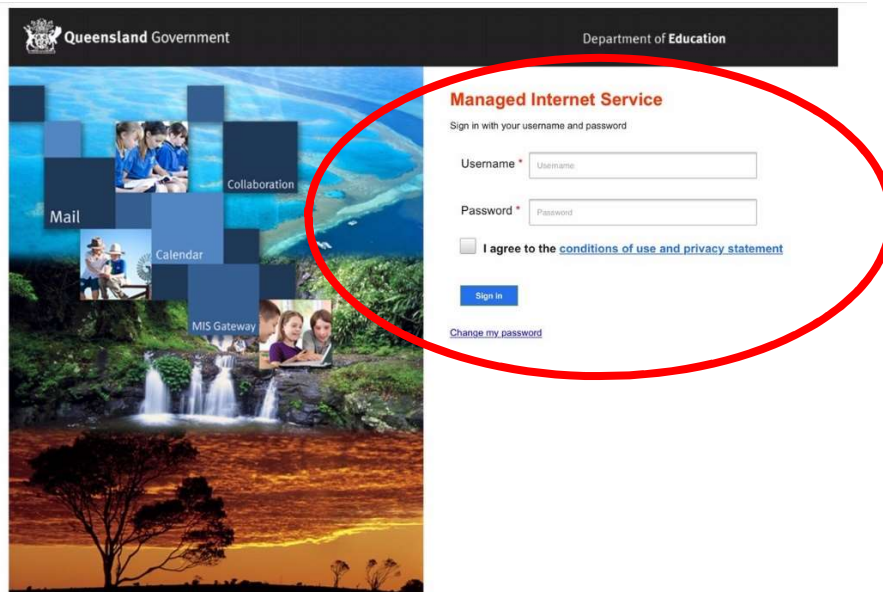 Queensland Government
Department of Education
Collaboration
Mail
Calendar
MIS Gateway
Managed Internet Service
Sign in with your username and password
Username *
Username
Password *
Password
I agree to the conditions of use and privacy statement
Sign in
Change my password